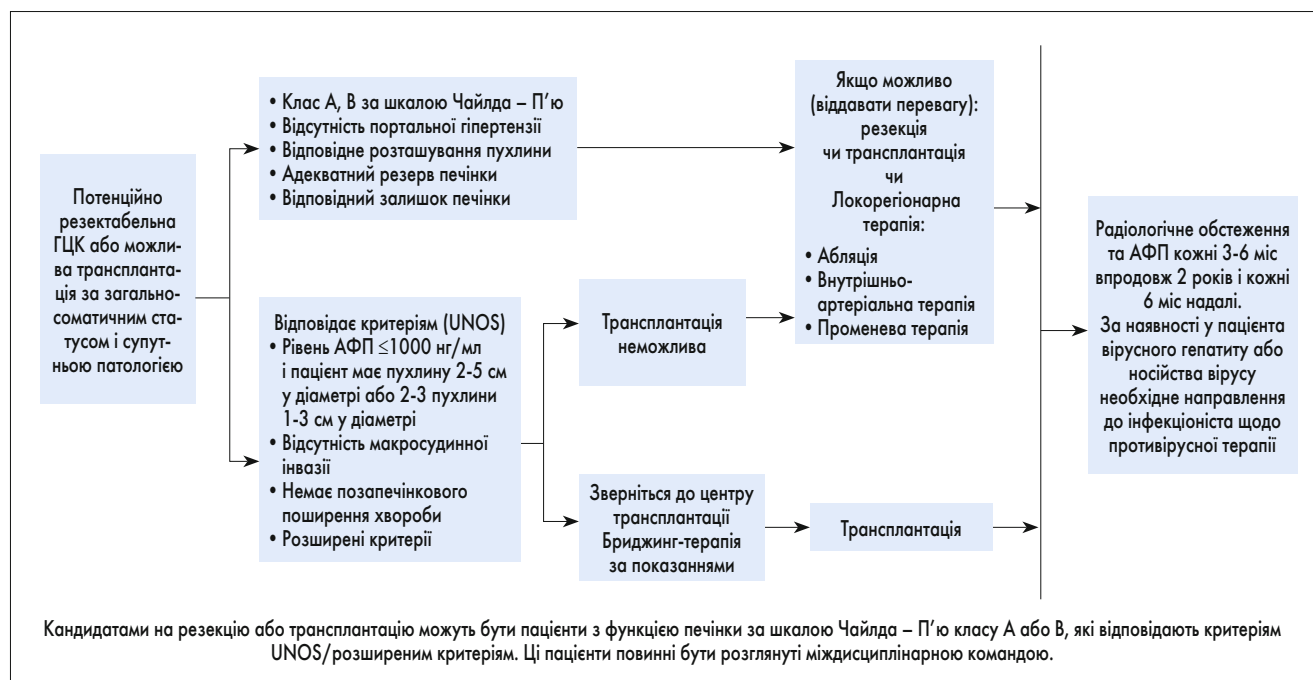 Потенційно
резектабельна
ГЦК або можли-
ва трансплантa-
ція за загально-
соматичним ста-
тусом і супут-
ньою патологією
• Клас А, В за шкалою Чайлда – П’ю
• Відсутність портальної гіпертензії
• Відповідне розташування пухлини
• Адекватний резерв печінки
• Відповідний залишок печінки
Відповідає критеріям (UNOS)
• Рівень АФП ≤1000 нг/мл
і пацієнт має пухлину 2-5 см
у діаметрі або 2-3 пухлини
1-3 см у діаметрі
• Відсутність макросудинної
інвазії
• Немає позапечінкового
поширення хвороби
• Розширені критерії
Трансплантація
неможлива
Зверніться до центру
трансплантації
Бриджинг-терапія
за показаннями
Якщо можливо
(віддавати перевагу):
резекція
чи трансплантація
чи
Локорегіонарна
терапія:
• Абляція
• Внутрішньо-
артеріальна терапія
• Променева терапія
Трансплантація
Радіологічне обстеження
та АФП кожні 3-6 міс
впродовж 2 років і кожні
6 міс надалі.
За наявності у пацієнта
вірусного гепатиту або
носійства вірусу
необхідне направлення
до інфекціоніста щодо
противірусної терапії
Кандидатами на резекцію або трансплантацію можуть бути пацієнти з функцією печінки за шкалою Чайлда – П’ю класу А або В, які відповідають критеріям
UNOS/розширеним критеріям. Ці пацієнти повинні бути розглянуті міждисциплінарною командою.